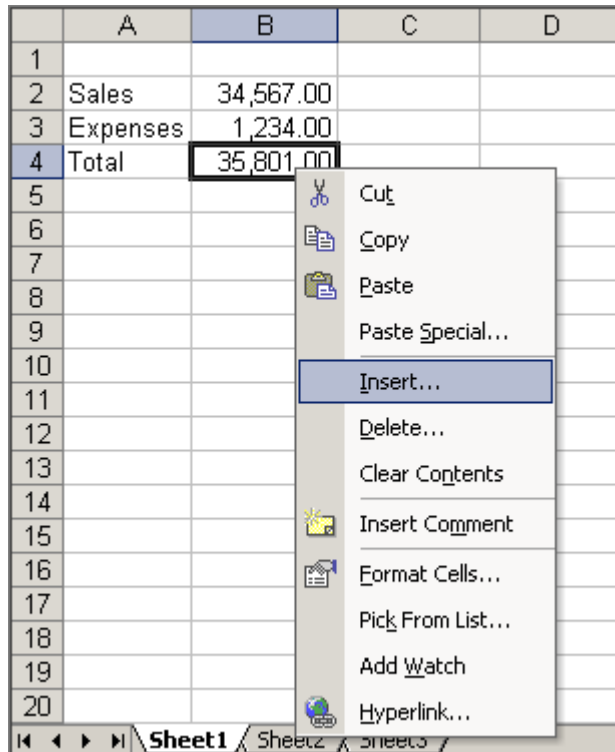 A B C D
1
2 Sales 34,567.00
3 Expenses 1,234.00
4 Total 35,801.00
5
6
7
8
9
10
11
12
13
14
15
16
17
18
19
20
Cut
Copy
Paste
Paste Special...
Insert...
Delete...
Clear Contents
Insert Comment
Format Cells...
Pick From List...
Add Watch
Hyperlink...
Sheet1 Sheet2 Sheet3